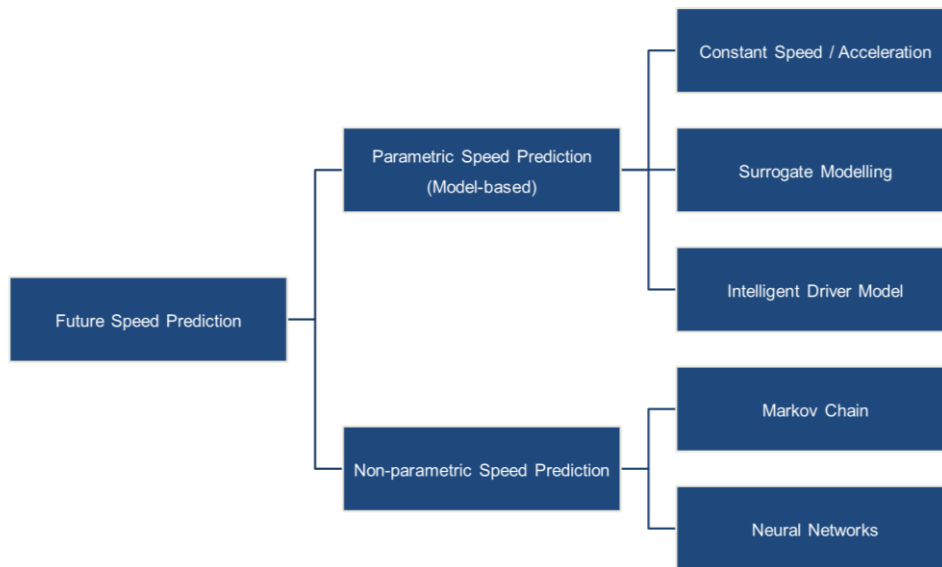 Constant Speed / Acceleration
Parametric Speed Prediction
(Model-based)
Surrogate Modelling
Intelligent Driver Model
Future Speed Prediction
Markov Chain
Non-parametric Speed Prediction
Neural Networks